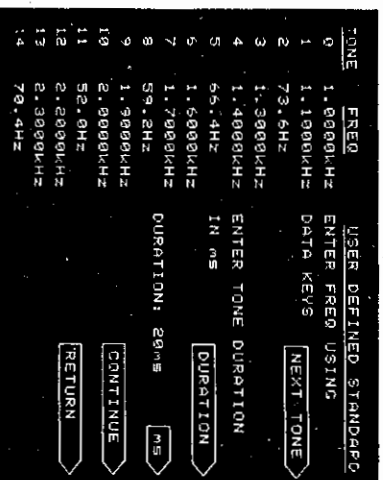 TONE FREQ USER DEFINED STANDARD
0 1.0000kHz ENTER FREQ USING
1 1.1000kHz DATA KEYS
2 73.6Hz NEXT TONE
3 1.3000kHz
4 1.4000kHz ENTER TONE DURATION
5 66.4Hz IN ms
6 1.6000kHz DURATION
7 1.7000kHz
8 59.2Hz DURATION: 20ms ms
9 1.9000kHz
10 2.0000kHz CONTINUE
11 52.0Hz
12 2.2000kHz RETURN
13 2.3000kHz
14 70.4Hz